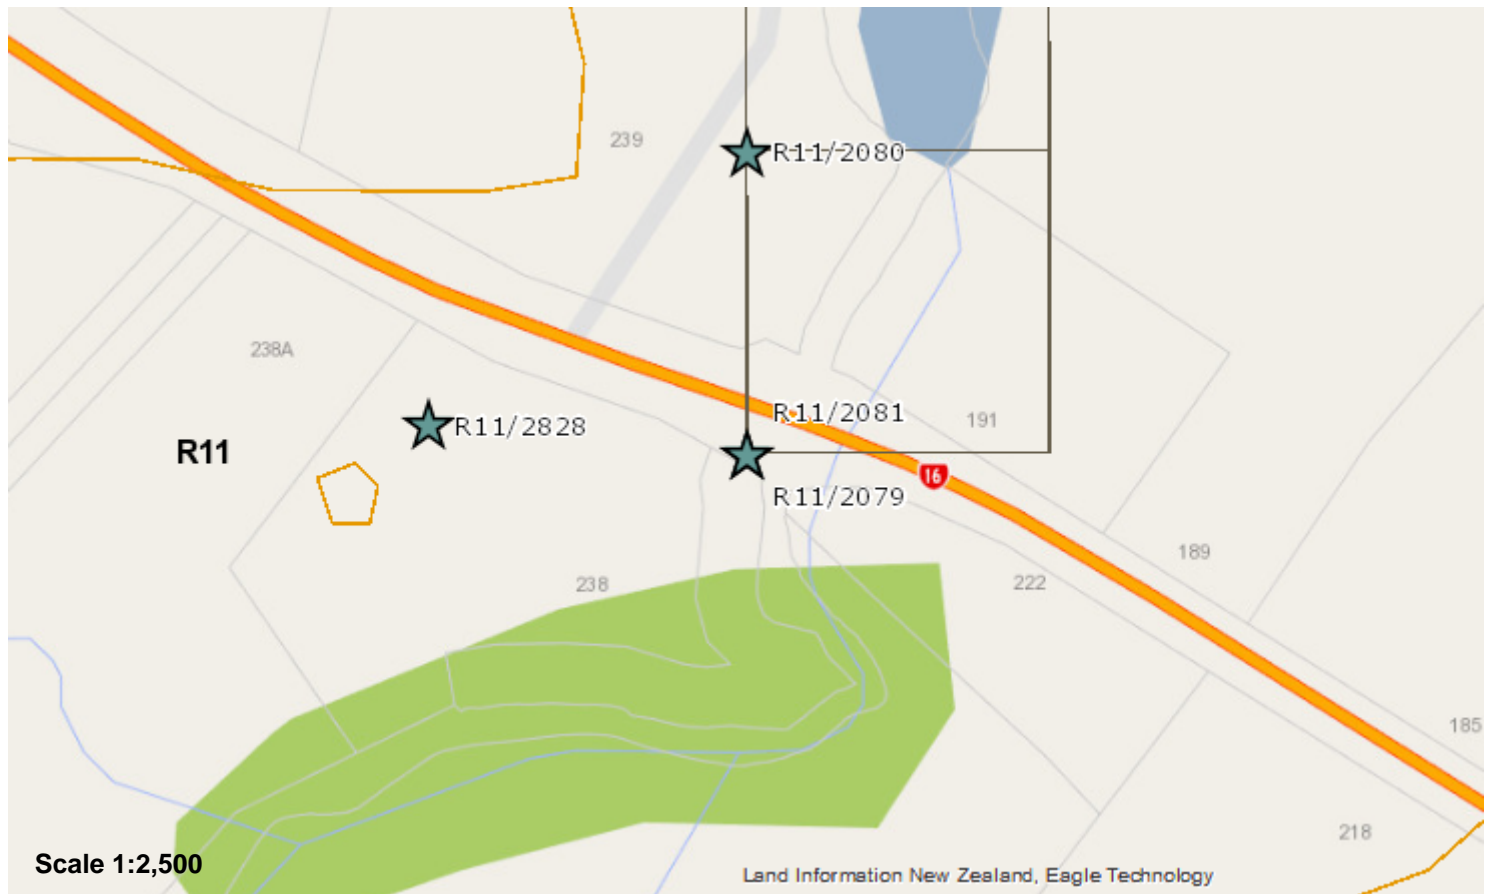 239
R11/2080
238A
R11/2081
191
R11/2828
R11
16
R11/2079
189
238
222
185
218
Scale 1:2,500
Land Information New Zealand, Eagle Technology